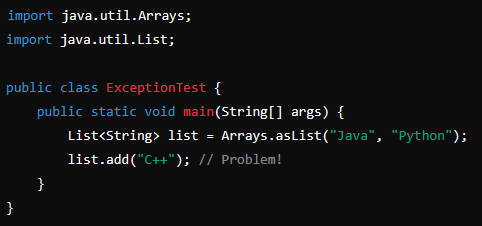 import java.util.Arrays;
import java.util.List;

public class ExceptionTest {
    public static void main(String[] args) {
        List<String> list = Arrays.asList("Java", "Python");
        list.add("C++"); // Problem!
    }
}